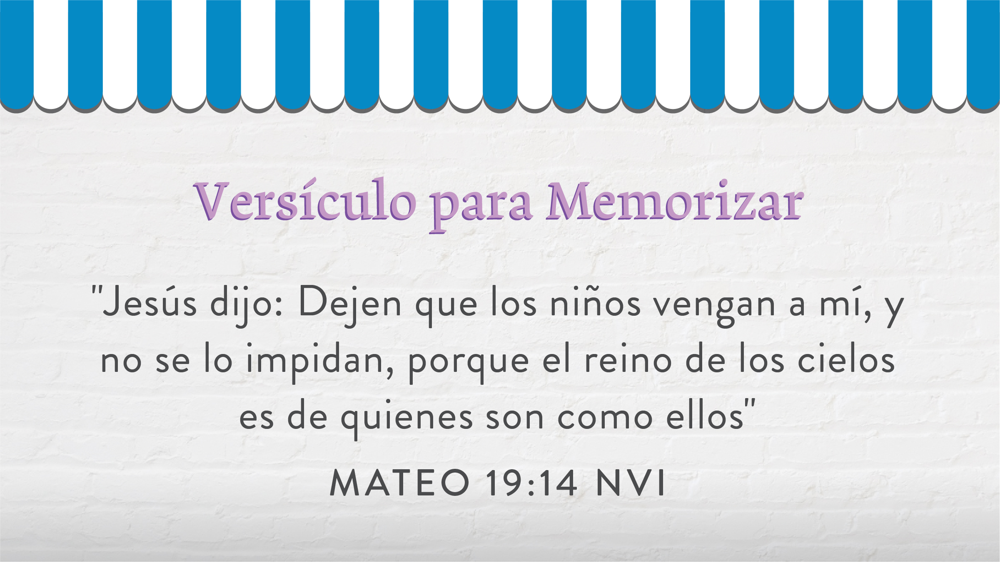 Versículo para Memorizar
"Jesús dijo: Dejen que los niños vengan a mí, y
no se lo impidan, porque el reino de los cielos
es de quienes son como ellos"
MATEO 19:14 NVI